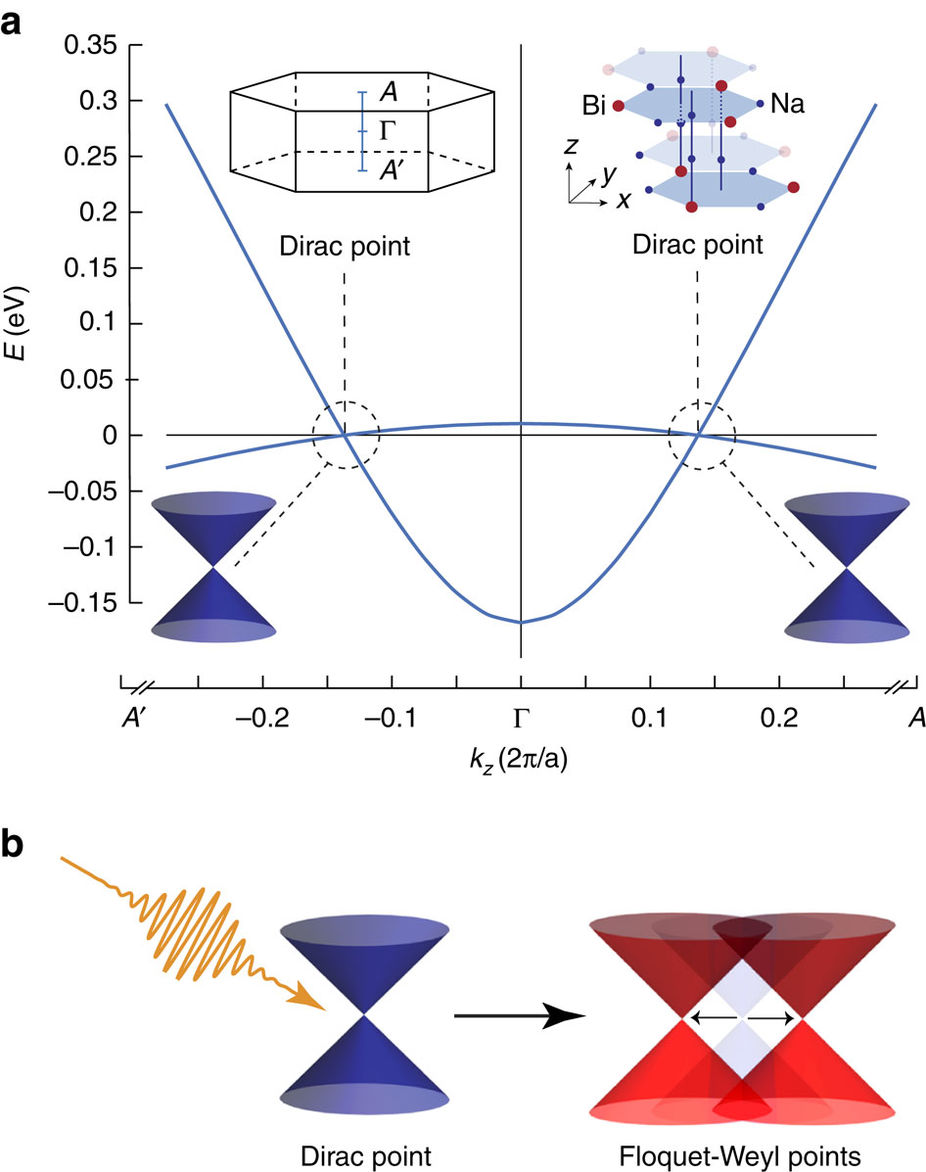 a
0.35
0.3
0.25
0.2
0.15
0.1
0.05
0
−0.05
−0.1
−0.15
E (eV)
A
Γ
A′
Bi
Na
z
y
x
Dirac point
Dirac point
A′
−0.2
−0.1
Γ
0.1
0.2
A
kz (2π/a)
b
Dirac point
Floquet-Weyl points